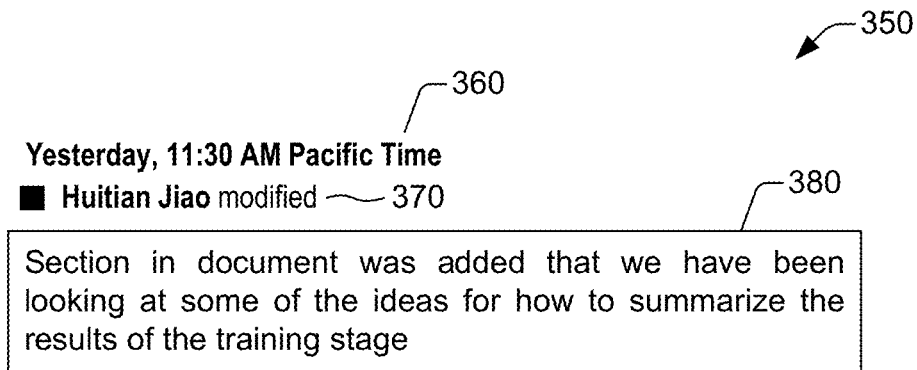 350
360
Yesterday, 11:30 AM Pacific Time
Huitian Jiao modified 370
380
Section in document was added that we have been
looking at some of the ideas for how to summarize the
results of the training stage